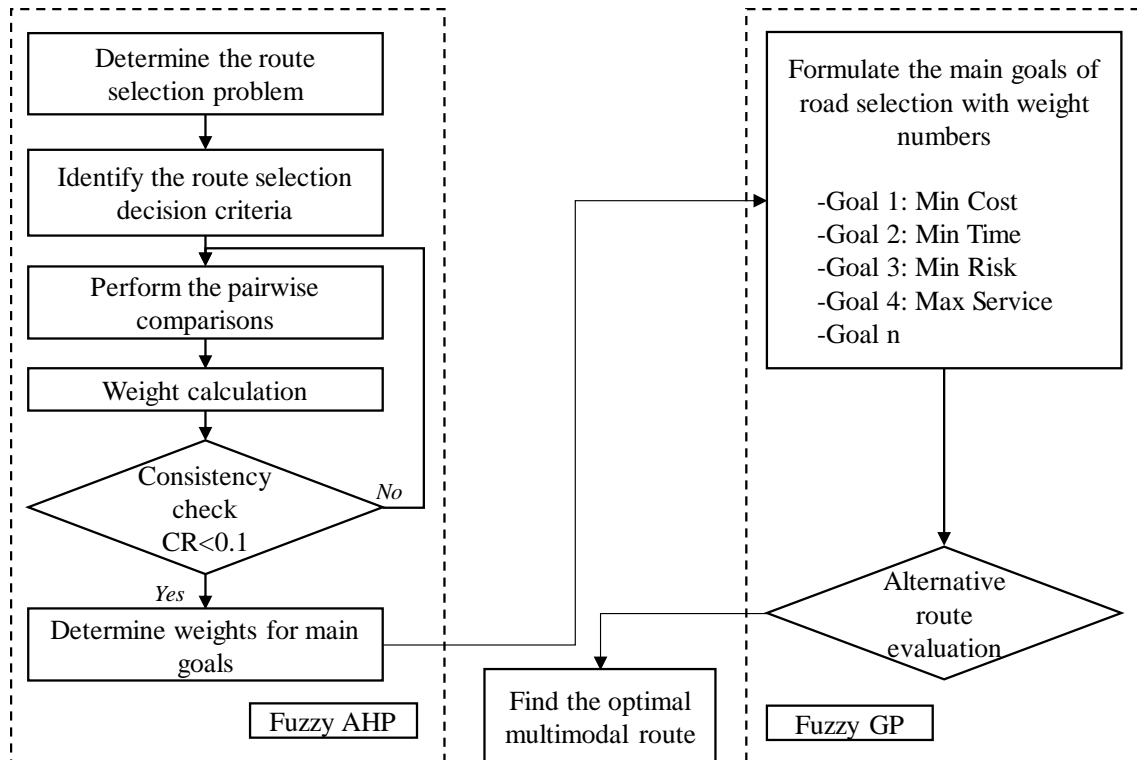 Determine the route
selection problem
Identify the route selection
decision criteria
Perform the pairwise
comparisons
Weight calculation
Consistency
check
CR<0.1
No
Yes
Determine weights for main
goals
Fuzzy AHP
Formulate the main goals of
road selection with weight
numbers
-Goal 1: Min Cost
-Goal 2: Min Time
-Goal 3: Min Risk
-Goal 4: Max Service
-Goal n
Alternative
route
evaluation
Find the optimal
multimodal route
Fuzzy GP